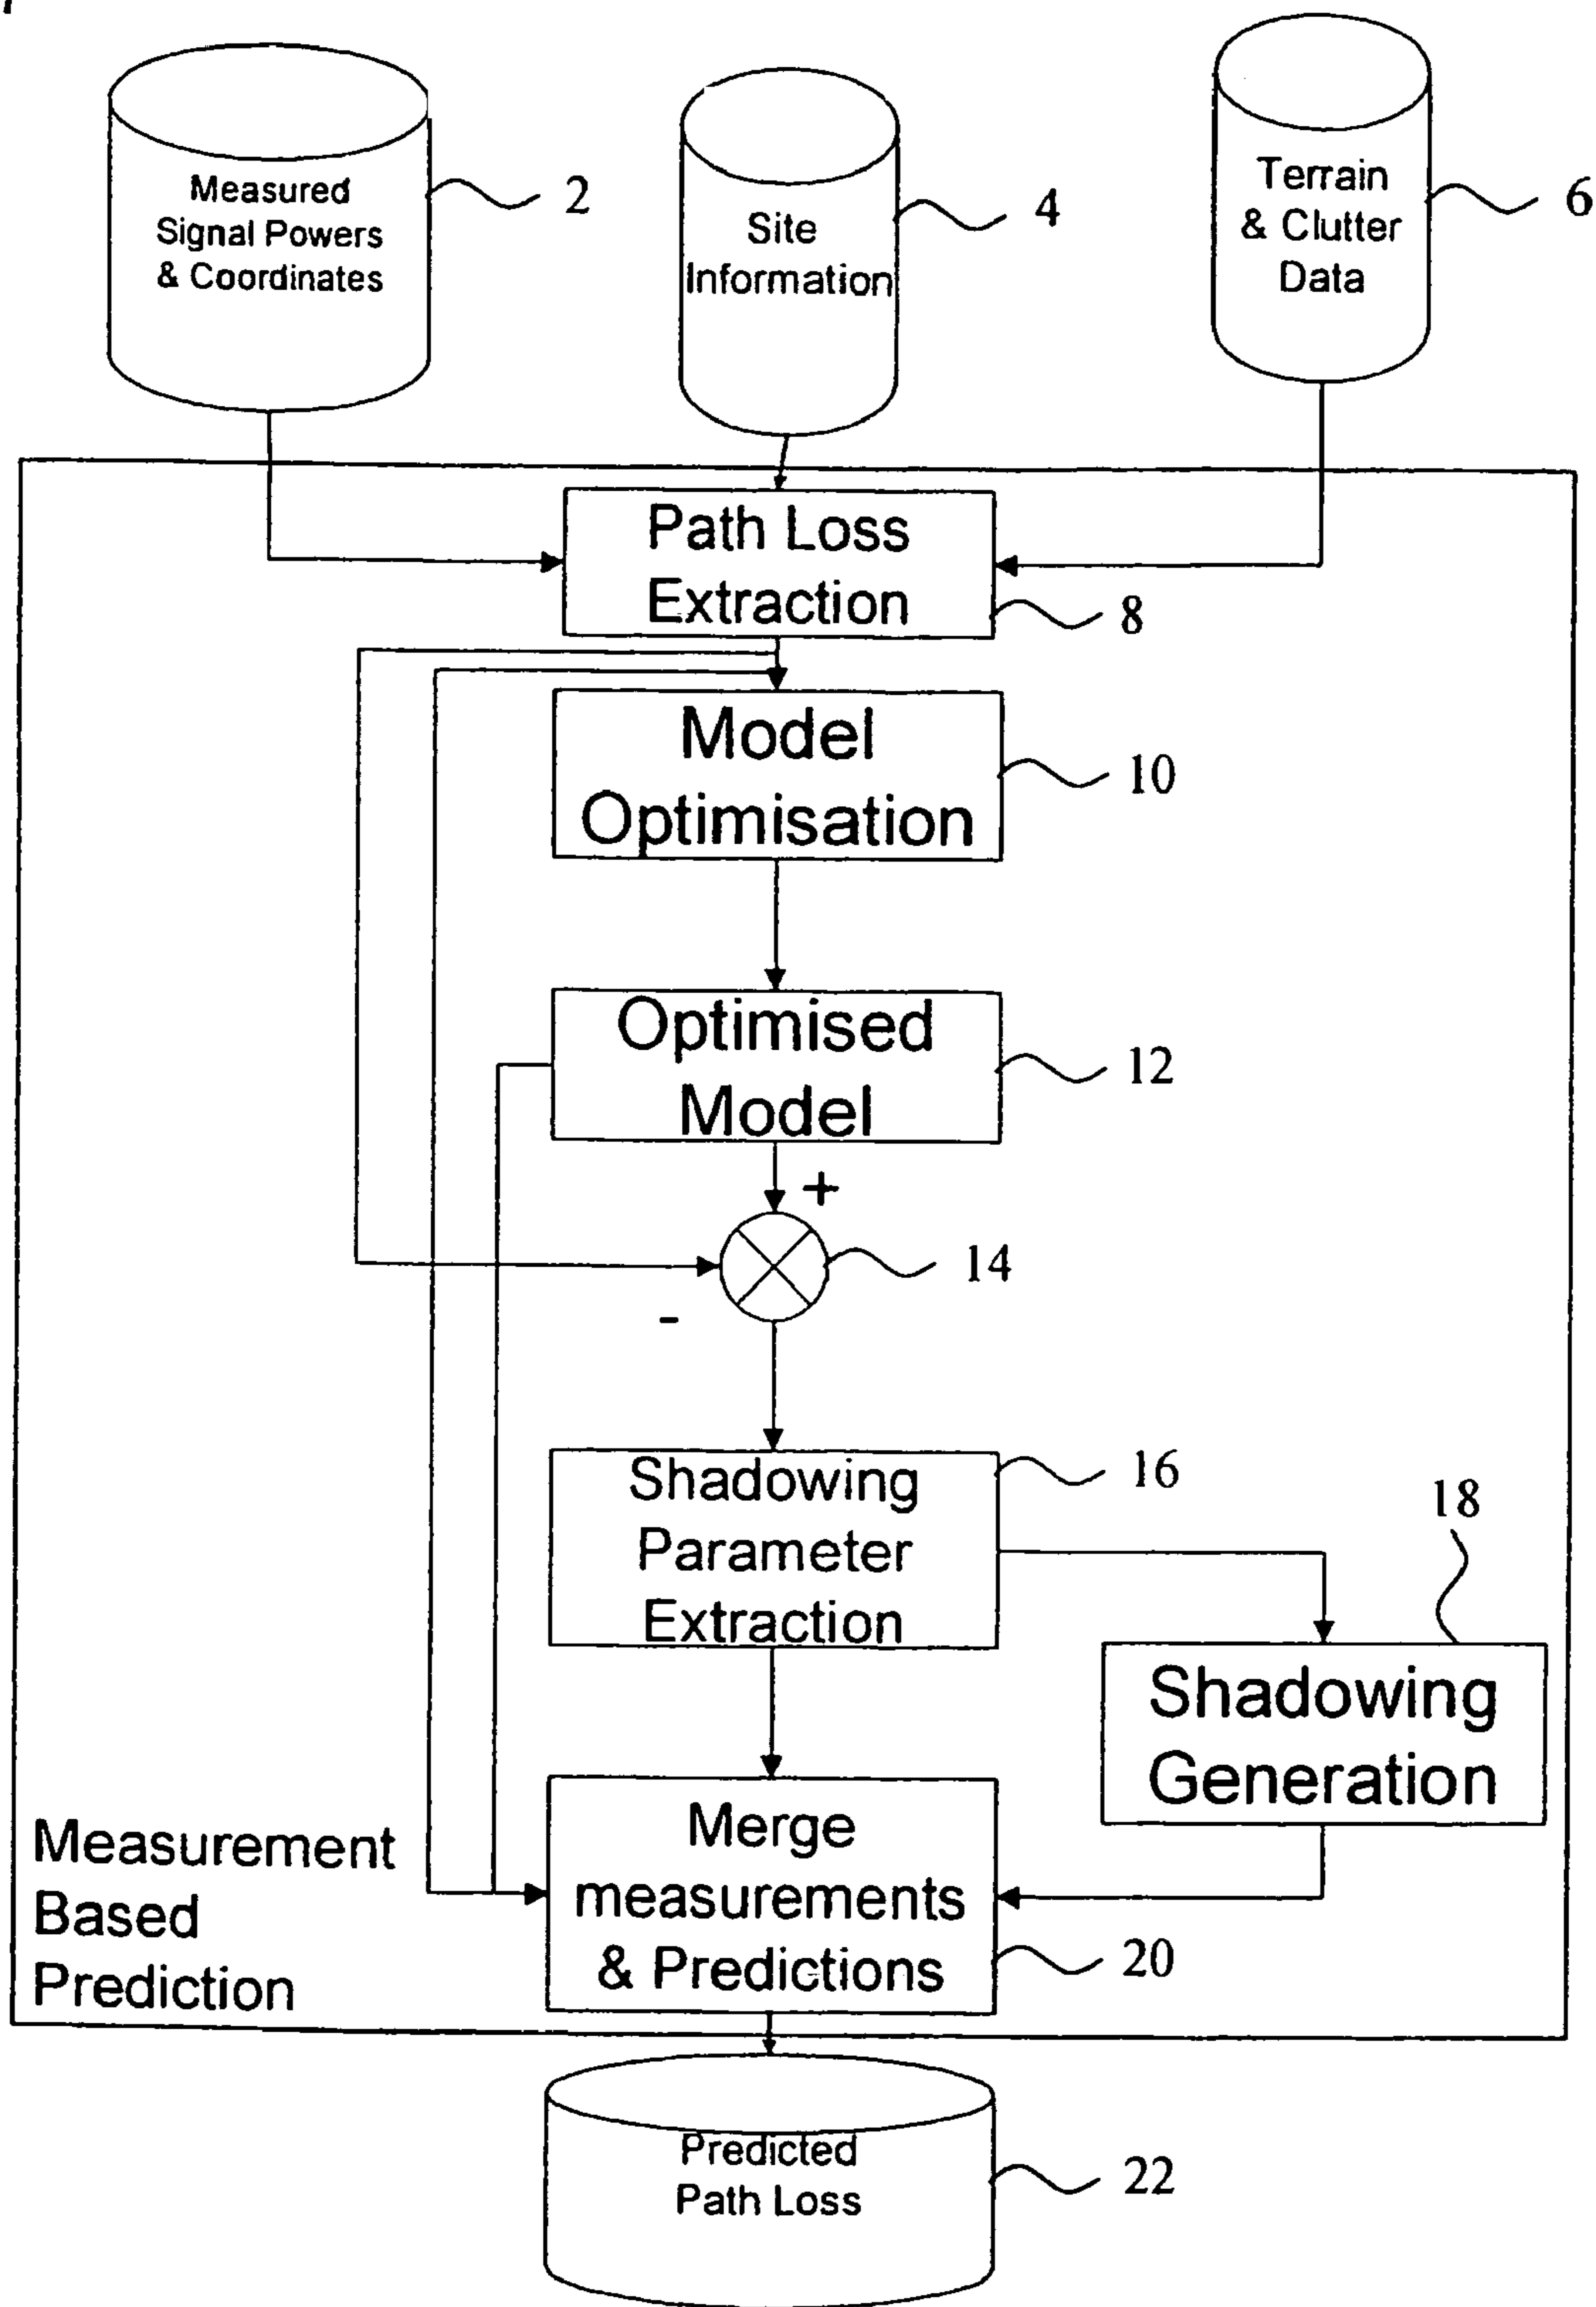 Measured
Signal Powers
& Coordinates
2
Site
Information
4
Terrain
& Clutter
Data
6
Path Loss
Extraction
8
Model
Optimisation
10
Optimised
Model
12
+
14
-
Shadowing
Parameter
Extraction
16
18
Shadowing
Generation
Merge
measurements
& Predictions
20
Measurement
Based
Prediction
Predicted
Path Loss
22